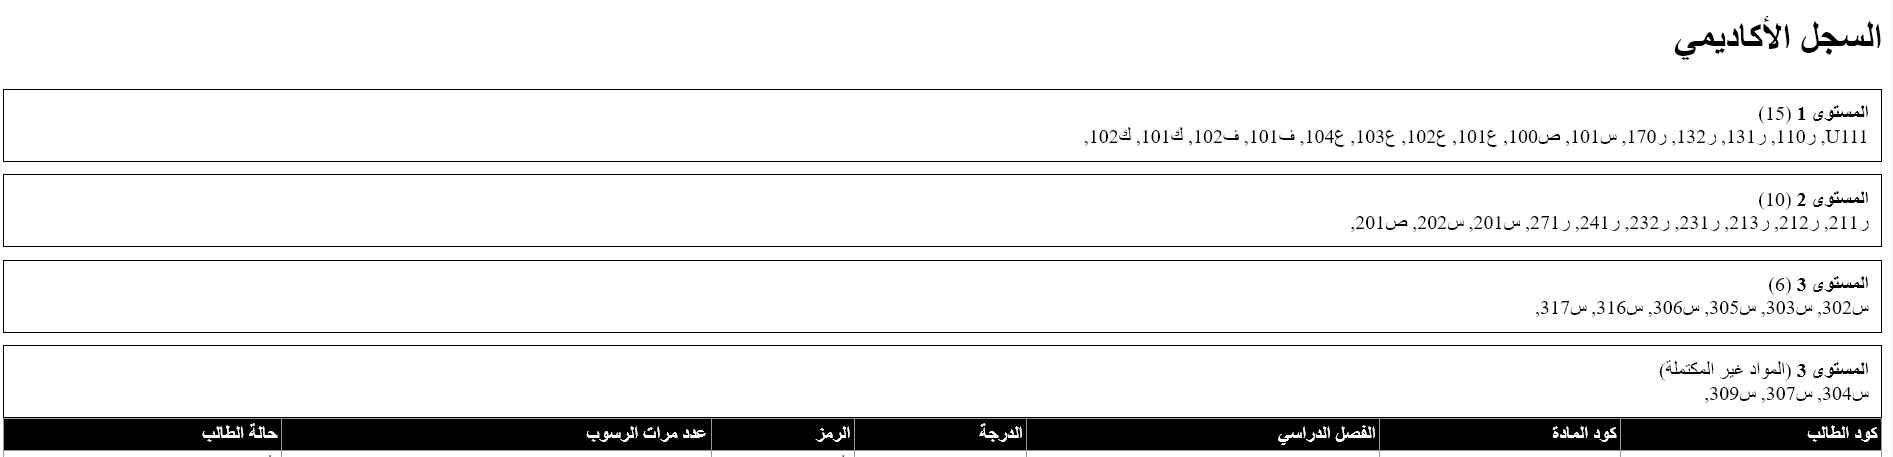 السجل الأكاديمي
المستوى 1 (15)
U111, ر110, ر131, ر132, ر170, س101, ص100, ع101, ع102, ع103, ع104, ف101, ف102, ك101, ك102,
المستوى 2 (10)
ر211, ر212, ر213, ر231, ر232, ر241, ر271, س201, س202, ص201,
المستوى 3 (6)
س302, س303, س305, س306, س316, س317,
المستوى 3 (المواد غير المكتملة)
س304, س307, س309,
كود الطالب كود المادة الفصل الدراسي الدرجة الرمز عدد مرات الرسوب حالة الطالب